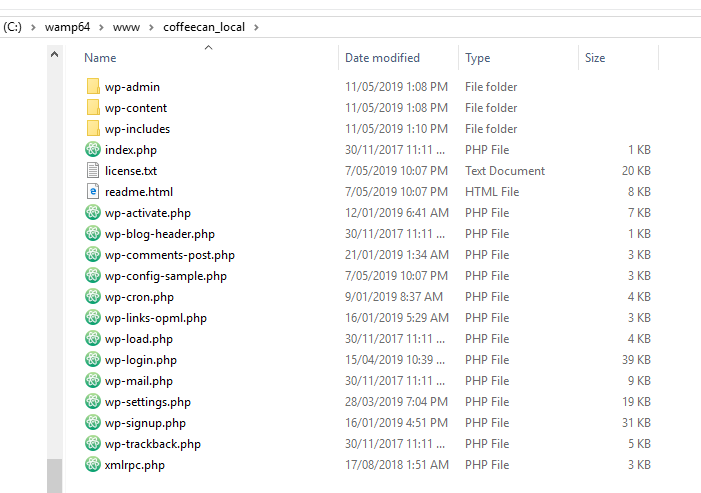 (C:) > wamp64 > www > coffeecan_local >
Name Date modified Type Size
wp-admin 11/05/2019 1:08 PM File folder
wp-content 11/05/2019 1:08 PM File folder
wp-includes 11/05/2019 1:10 PM File folder
index.php 30/11/2017 11:11 ... PHP File 1 KB
license.txt 7/05/2019 10:07 PM Text Document 20 KB
readme.html 7/05/2019 10:07 PM HTML File 8 KB
wp-activate.php 12/01/2019 6:41 AM PHP File 7 KB
wp-blog-header.php 30/11/2017 11:11 ... PHP File 1 KB
wp-comments-post.php 21/01/2019 1:34 AM PHP File 3 KB
wp-config-sample.php 7/05/2019 10:07 PM PHP File 3 KB
wp-cron.php 9/01/2019 8:37 AM PHP File 4 KB
wp-links-opml.php 16/01/2019 5:29 AM PHP File 3 KB
wp-load.php 30/11/2017 11:11 ... PHP File 4 KB
wp-login.php 15/04/2019 10:39 ... PHP File 39 KB
wp-mail.php 30/11/2017 11:11 ... PHP File 9 KB
wp-settings.php 28/03/2019 7:04 PM PHP File 19 KB
wp-signup.php 16/01/2019 4:51 PM PHP File 31 KB
wp-trackback.php 30/11/2017 11:11 ... PHP File 5 KB
xmlrpc.php 17/08/2018 1:51 AM PHP File 3 KB